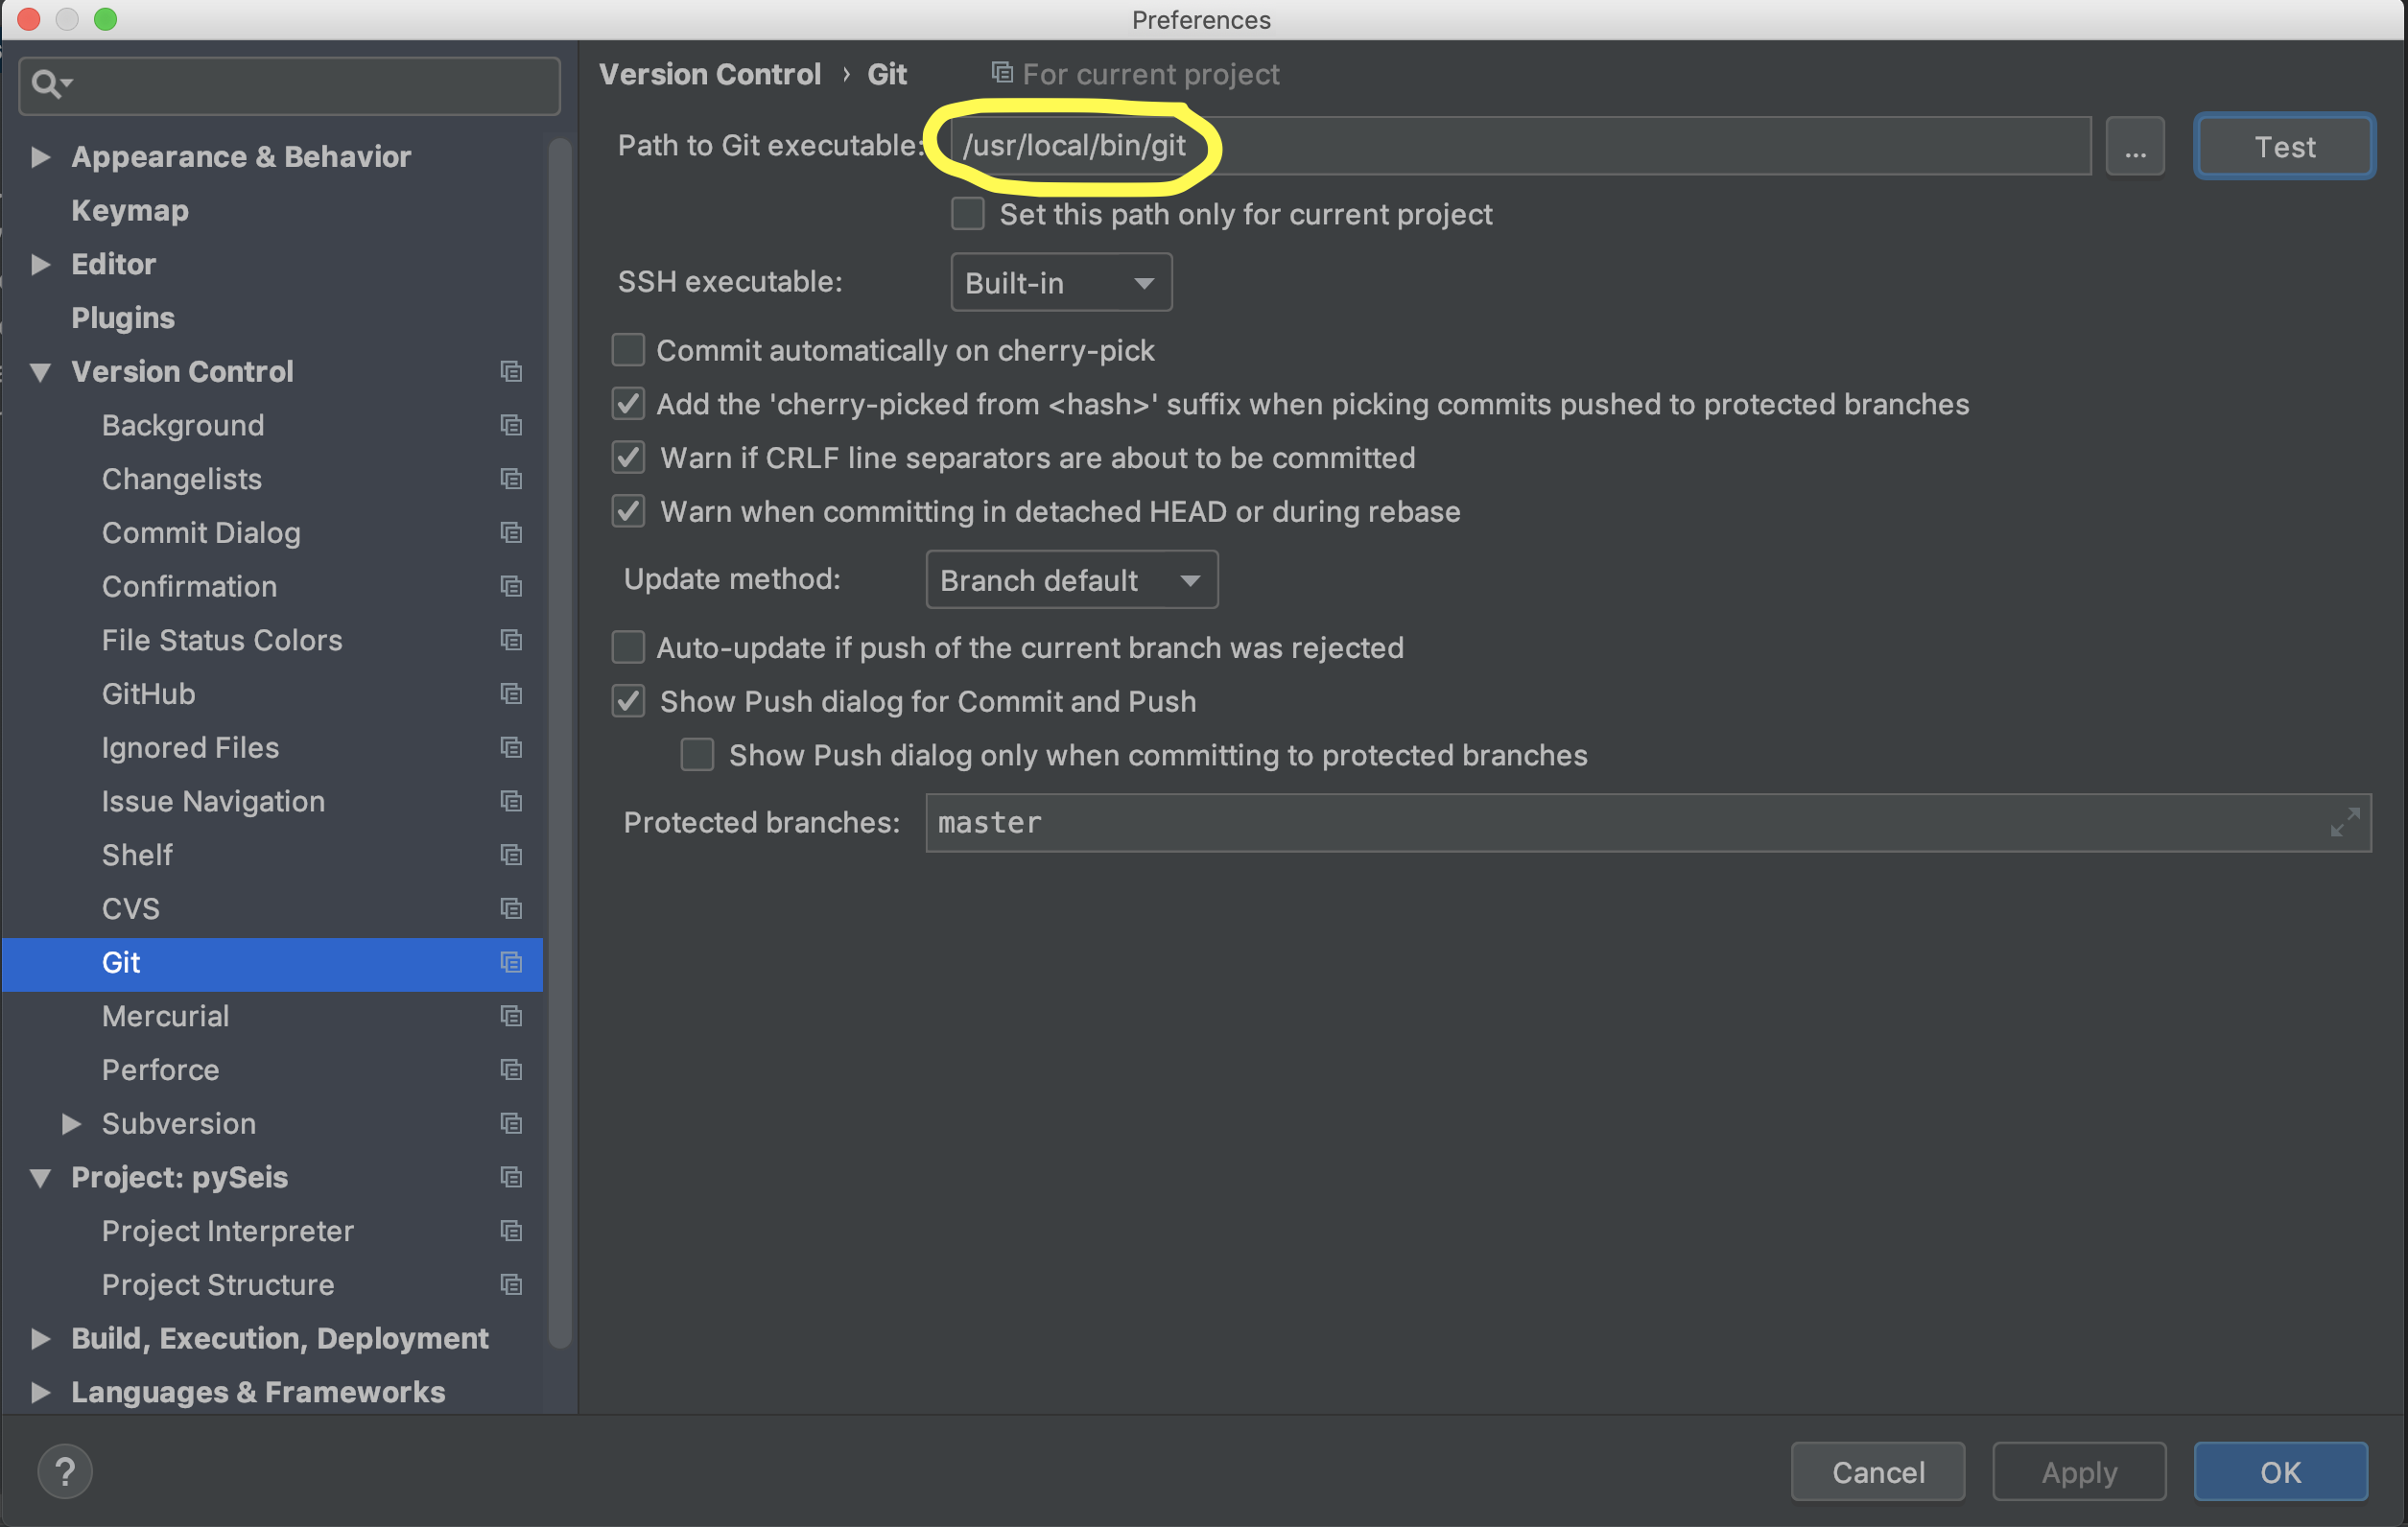 Preferences
Appearance & Behavior
Keymap
Editor
Plugins
Version Control
Background
Changelists
Commit Dialog
Confirmation
File Status Colors
GitHub
Ignored Files
Issue Navigation
Shelf
CVS
Git
Mercurial
Perforce
Subversion
Project: pySeis
Project Interpreter
Project Structure
Build, Execution, Deployment
Languages & Frameworks
Version Control › Git For current project
Path to Git executable: /usr/local/bin/git ... Test
Set this path only for current project
SSH executable: Built-in
Commit automatically on cherry-pick
Add the 'cherry-picked from <hash>' suffix when picking commits pushed to protected branches
Warn if CRLF line separators are about to be committed
Warn when committing in detached HEAD or during rebase
Update method: Branch default
Auto-update if push of the current branch was rejected
Show Push dialog for Commit and Push
Show Push dialog only when committing to protected branches
Protected branches: master
? Cancel Apply OK